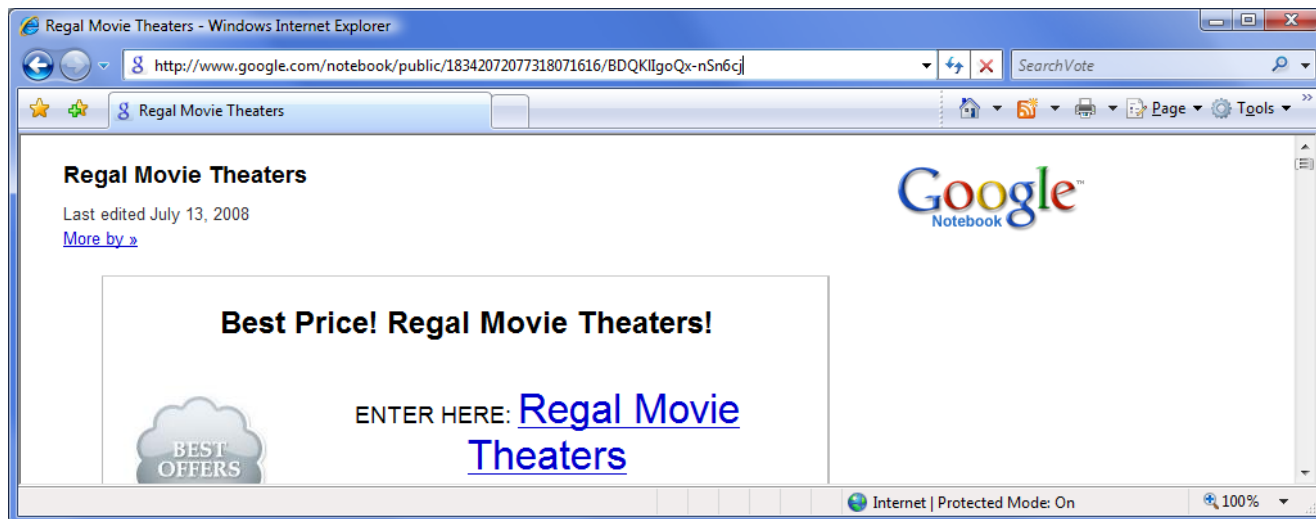 Regal Movie Theaters - Windows Internet Explorer
http://www.google.com/notebook/public/18342072077318071616/BDQKlIgoQx-nSn6cj
SearchVote
Regal Movie Theaters
Page
Tools
Regal Movie Theaters
Last edited July 13, 2008
More by »
Google™
Notebook
Best Price! Regal Movie Theaters!
ENTER HERE: Regal Movie
Theaters
BEST
OFFERS
Internet | Protected Mode: On
100%